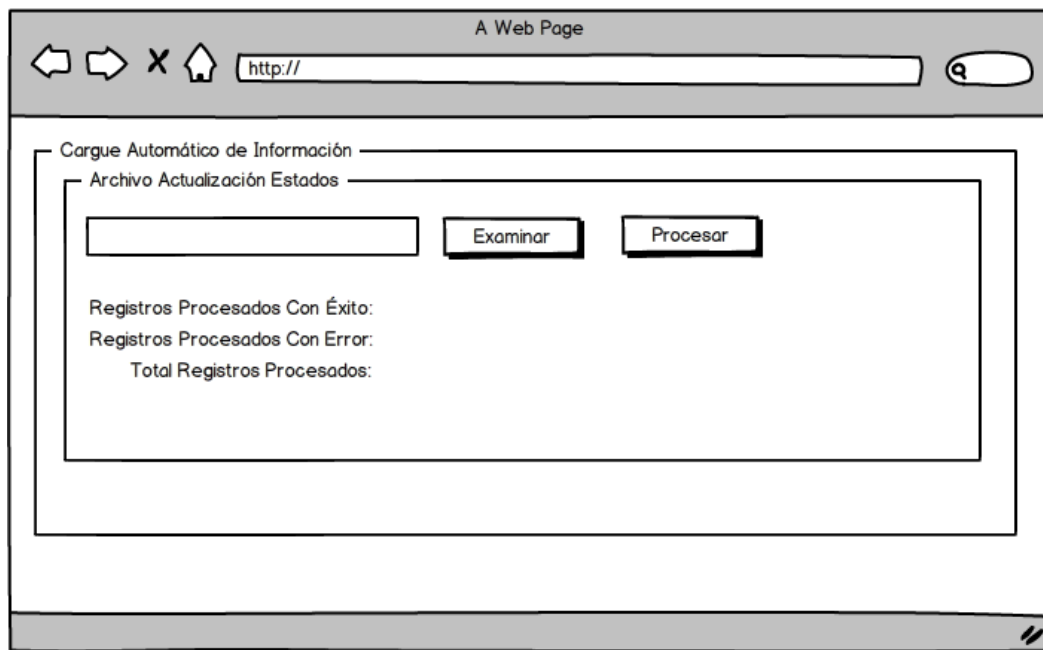 A Web Page
http://
Cargue Automático de Información
Archivo Actualización Estados
Examinar
Procesar
Registros Procesados Con Éxito:
Registros Procesados Con Error:
Total Registros Procesados: